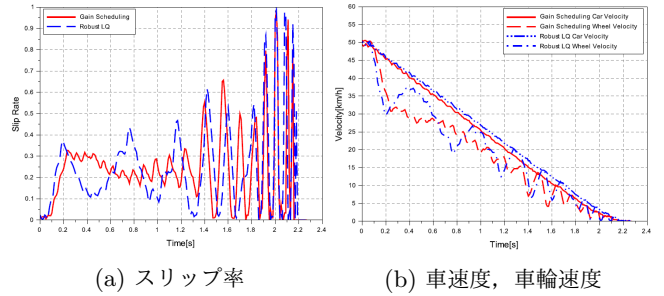 Gain Scheduling
Robust LQ
1
0.9
0.8
0.7
0.6
0.5
0.4
0.3
0.2
0.1
0
Slip Rate
0 0.2 0.4 0.6 0.8 1.0 1.2 1.4 1.6 1.8 2.0 2.2 2.4
Time[s]
(a) スリップ率
Gain Scheduling Car Velocity
Gain Scheduling Wheel Velocity
Robust LQ Car Velocity
Robust LQ Wheel Velocity
60
55
50
45
40
35
30
25
20
15
10
5
0
Velocity[km/h]
0 0.2 0.4 0.6 0.8 1.0 1.2 1.4 1.6 1.8 2.0 2.2 2.4
Time[s]
(b) 車速度，車輪速度